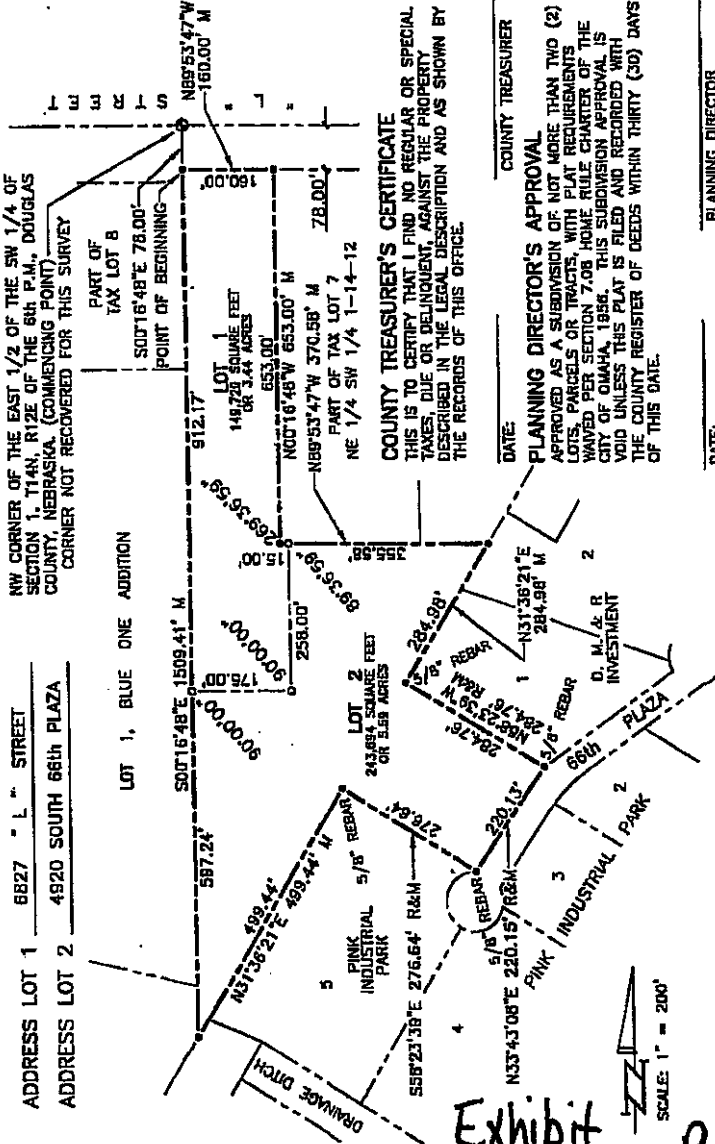 ADDRESS LOT 1 6827 " L " STREET
ADDRESS LOT 2 4920 SOUTH 66th PLAZA
NW CORNER OF THE EAST 1/2 OF THE SW 1/4 OF
SECTION 1, T14N, R12E OF THE 6th P.M., DOUGLAS
COUNTY, NEBRASKA. (COMMENCING POINT)
CORNER NOT RECOVERED FOR THIS SURVEY
" L " STREET
N89°53'47"W
160.00' M
PART OF
TAX LOT 8
S00°16'48"E 78.00'
POINT OF BEGINNING
LOT 1, BLUE ONE ADDITION
S00°16'48"E 1509.41' M
597.24'
912.17'
160.00'
LOT 1
149,720 SQUARE FEET
OR 3.44 ACRES
653.00'
N00°16'48"W 653.00' M
78.00'
N89°53'47"W 370.58' M
PART OF TAX LOT 7
NE 1/4 SW 1/4 1-14-12
90°00'00"
90°00'00"
176.00'
258.00'
15.00'
269°36'59"
89°36'59"
355.58'
LOT 2
243,694 SQUARE FEET
OR 5.59 ACRES
499.44'
N31°36'21"E 499.44' M
5/8" REBAR
276.64'
S58°23'39"E 276.64' R&M
5
PINK
INDUSTRIAL
PARK
5/8" REBAR
220.13'
N33°43'08"E 220.15' R&M
5/8" REBAR
284.76'
N58°23'39"W
284.76' R&M
5/8" REBAR
284.98'
N31°36'21"E
284.98' M
1
2
D. M. & R
INVESTMENT
66th PLAZA
DRAINAGE DITCH
4
3
2
PINK INDUSTRIAL PARK
COUNTY TREASURER'S CERTIFICATE
THIS IS TO CERTIFY THAT I FIND NO REGULAR OR SPECIAL
TAXES, DUE OR DELINQUENT, AGAINST THE PROPERTY
DESCRIBED IN THE LEGAL DESCRIPTION AND AS SHOWN BY
THE RECORDS OF THIS OFFICE.
DATE:
COUNTY TREASURER
PLANNING DIRECTOR'S APPROVAL
APPROVED AS A SUBDIVISION OF NOT MORE THAN TWO (2)
LOTS, PARCELS OR TRACTS, WITH PLAT REQUIREMENTS
WAIVED PER SECTION 7.08 HOME RULE CHARTER OF THE
CITY OF OMAHA, 1956. THIS SUBDIVISION APPROVAL IS
VOID UNLESS THIS PLAT IS FILED AND RECORDED WITH
THE COUNTY REGISTER OF DEEDS WITHIN THIRTY (30) DAYS
OF THIS DATE.
DATE:
PLANNING DIRECTOR
SCALE: 1" = 200'
Exhibit